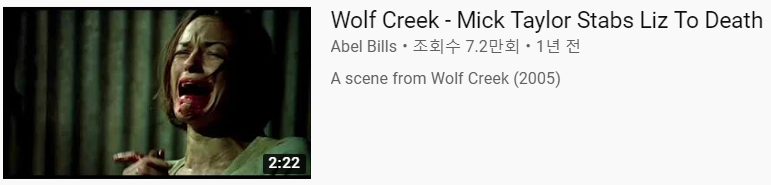 Wolf Creek - Mick Taylor Stabs Liz To Death
Abel Bills • 조회수 7.2만회 • 1년 전
A scene from Wolf Creek (2005)
2:22